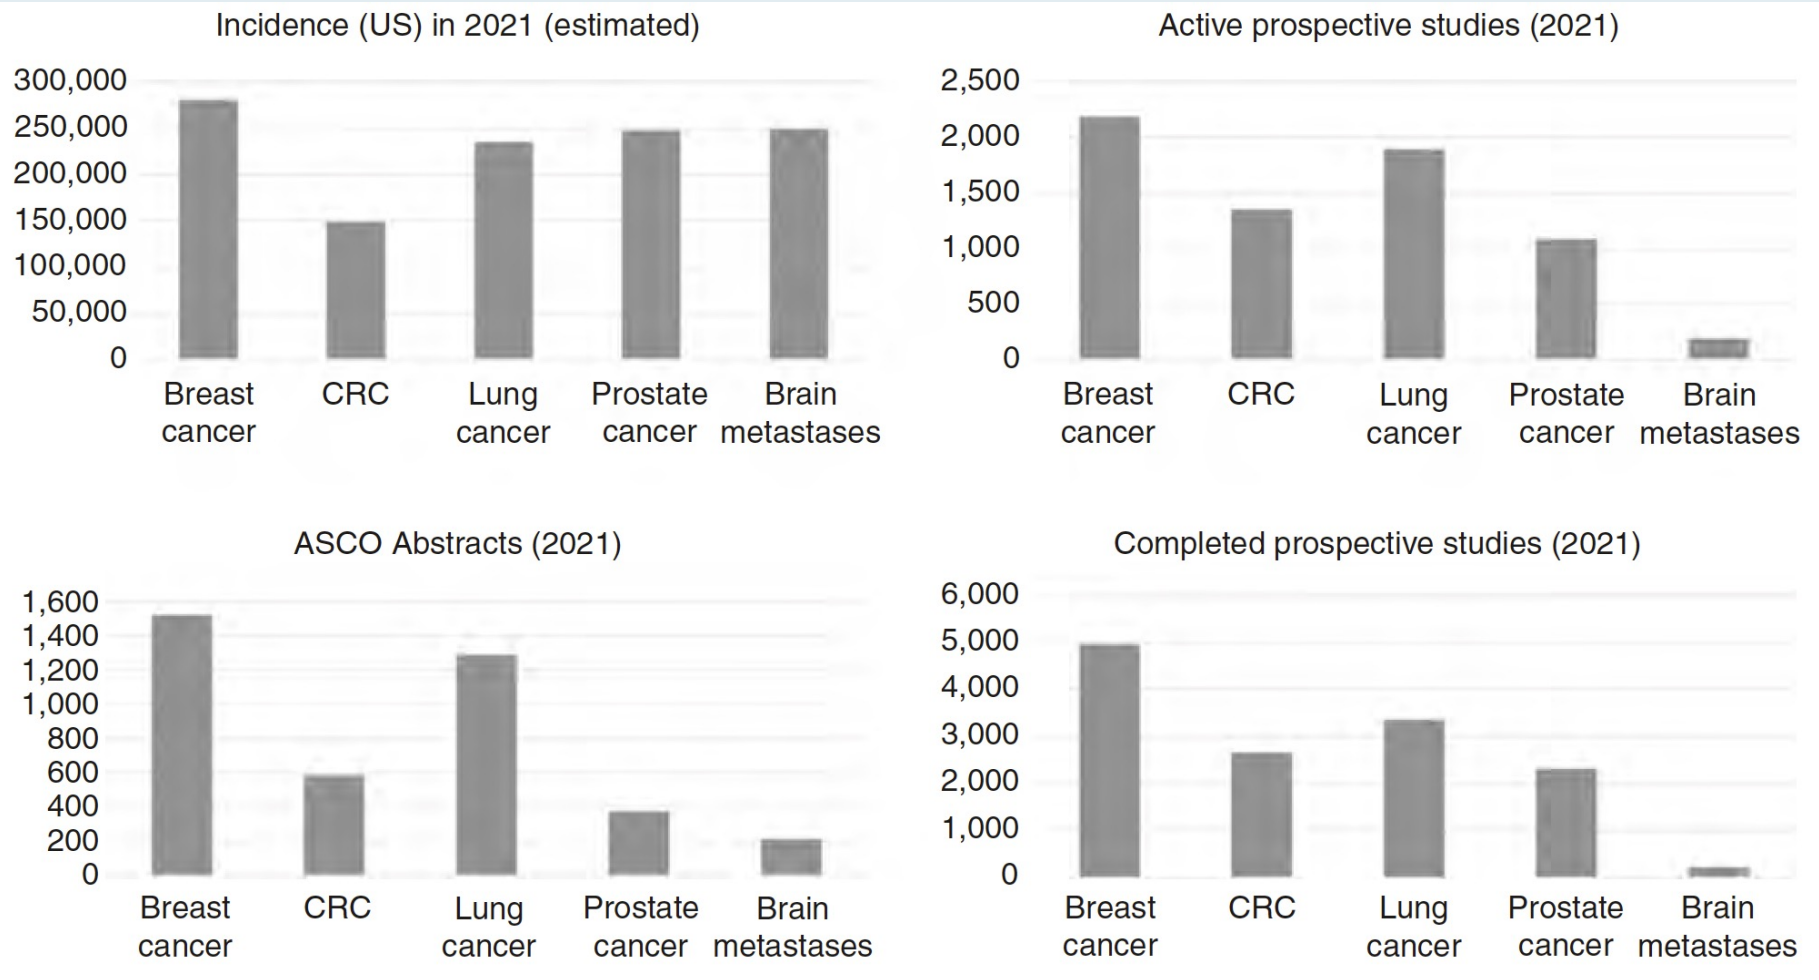 Incidence (US) in 2021 (estimated)
300,000
250,000
200,000
150,000
100,000
50,000
0
Breast cancer
CRC
Lung cancer
Prostate cancer
Brain metastases
Active prospective studies (2021)
2,500
2,000
1,500
1,000
500
0
Breast cancer
CRC
Lung cancer
Prostate cancer
Brain metastases
ASCO Abstracts (2021)
1,600
1,400
1,200
1,000
800
600
400
200
0
Breast cancer
CRC
Lung cancer
Prostate cancer
Brain metastases
Completed prospective studies (2021)
6,000
5,000
4,000
3,000
2,000
1,000
0
Breast cancer
CRC
Lung cancer
Prostate cancer
Brain metastases